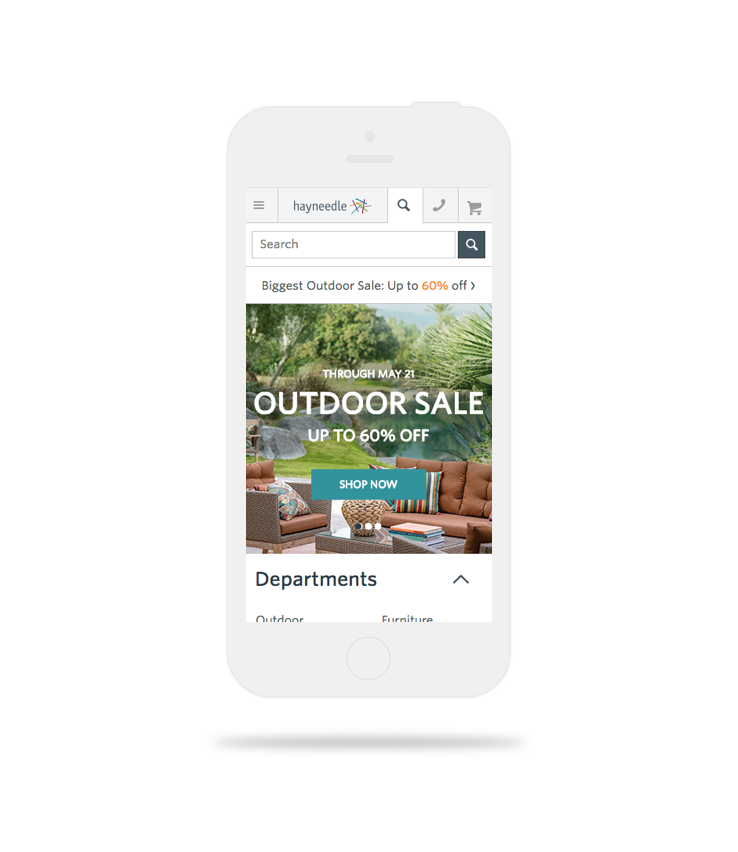 hayneedle
Search
Biggest Outdoor Sale: Up to 60% off ›
THROUGH MAY 21
OUTDOOR SALE
UP TO 60% OFF
SHOP NOW
Departments
Outdoor Furniture